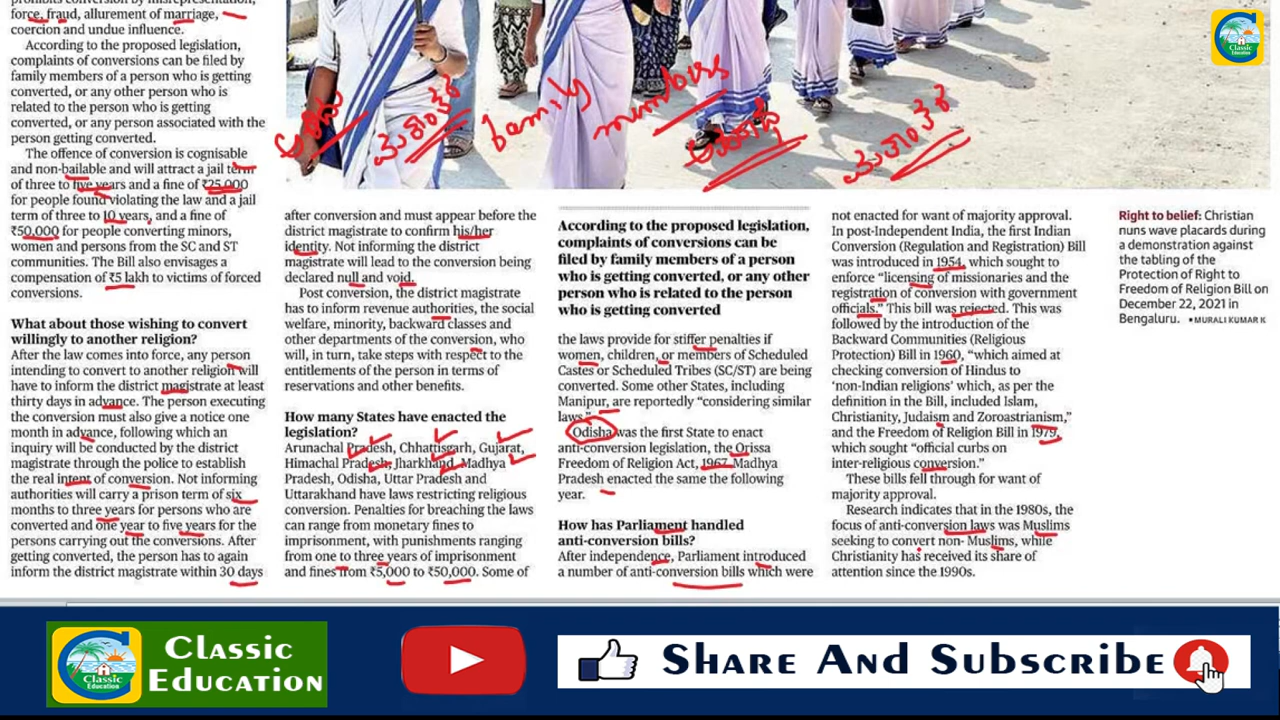 prohibits conversion by misrepresentation,
force, fraud, allurement of marriage,
coercion and undue influence.
According to the proposed legislation,
complaints of conversions can be filed by
family members of a person who is getting
converted, or any other person who is
related to the person who is getting
converted, or any person associated with the
person getting converted.
The offence of conversion is cognisable
and non-bailable and will attract a jail term
of three to five years and a fine of ₹25,000
for people found violating the law and a jail
term of three to 10 years, and a fine of
₹50,000 for people converting minors,
women and persons from the SC and ST
communities. The Bill also envisages a
compensation of ₹5 lakh to victims of forced
conversions.
What about those wishing to convert
willingly to another religion?
After the law comes into force, any person
intending to convert to another religion will
have to inform the district magistrate at least
thirty days in advance. The person executing
the conversion must also give a notice one
month in advance, following which an
inquiry will be conducted by the district
magistrate through the police to establish
the real intent of conversion. Not informing
authorities will carry a prison term of six
months to three years for persons who are
converted and one year to five years for the
persons carrying out the conversions. After
getting converted, the person has to again
inform the district magistrate within 30 days
after conversion and must appear before the
district magistrate to confirm his/her
identity. Not informing the district
magistrate will lead to the conversion being
declared null and void.
Post conversion, the district magistrate
has to inform revenue authorities, the social
welfare, minority, backward classes and
other departments of the conversion, who
will, in turn, take steps with respect to the
entitlements of the person in terms of
reservations and other benefits.
How many States have enacted the
legislation?
Arunachal Pradesh, Chhattisgarh, Gujarat,
Himachal Pradesh, Jharkhand, Madhya
Pradesh, Odisha, Uttar Pradesh and
Uttarakhand have laws restricting religious
conversion. Penalties for breaching the laws
can range from monetary fines to
imprisonment, with punishments ranging
from one to three years of imprisonment
and fines from ₹5,000 to ₹50,000. Some of
family members
According to the proposed legislation,
complaints of conversions can be
filed by family members of a person
who is getting converted, or any other
person who is related to the person
who is getting converted
the laws provide for stiffer penalties if
women, children, or members of Scheduled
Castes or Scheduled Tribes (SC/ST) are being
converted. Some other States, including
Manipur, are reportedly “considering similar
laws.”
Odisha was the first State to enact
anti-conversion legislation, the Orissa
Freedom of Religion Act, 1967. Madhya
Pradesh enacted the same the following
year.
How has Parliament handled
anti-conversion bills?
After independence, Parliament introduced
a number of anti-conversion bills which were
not enacted for want of majority approval.
In post-Independent India, the first Indian
Conversion (Regulation and Registration) Bill
was introduced in 1954, which sought to
enforce “licensing of missionaries and the
registration of conversion with government
officials.” This bill was rejected. This was
followed by the introduction of the
Backward Communities (Religious
Protection) Bill in 1960, “which aimed at
checking conversion of Hindus to
‘non-Indian religions’ which, as per the
definition in the Bill, included Islam,
Christianity, Judaism and Zoroastrianism,”
and the Freedom of Religion Bill in 1979,
which sought “official curbs on
inter-religious conversion.”
These bills fell through for want of
majority approval.
Research indicates that in the 1980s, the
focus of anti-conversion laws was Muslims
seeking to convert non- Muslims, while
Christianity has received its share of
attention since the 1990s.
Right to belief: Christian
nuns wave placards during
a demonstration against
the tabling of the
Protection of Right to
Freedom of Religion Bill on
December 22, 2021 in
Bengaluru. • MURALI KUMAR K
Classic
Education
Classic
Education
Classic
Education
Share And Subscribe